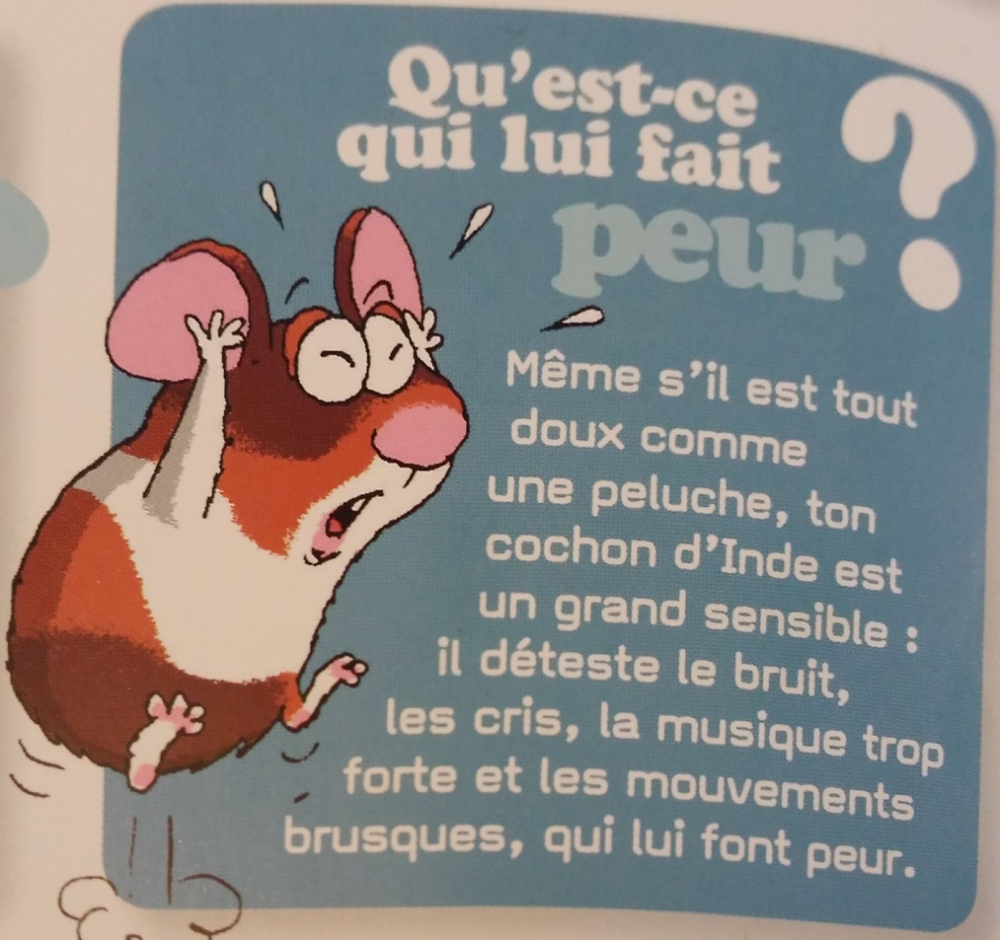 Qu'est-ce
qui lui fait
peur ?
Même s'il est tout
doux comme
une peluche, ton
cochon d'Inde est
un grand sensible :
il déteste le bruit,
les cris, la musique trop
forte et les mouvements
brusques, qui lui font peur.